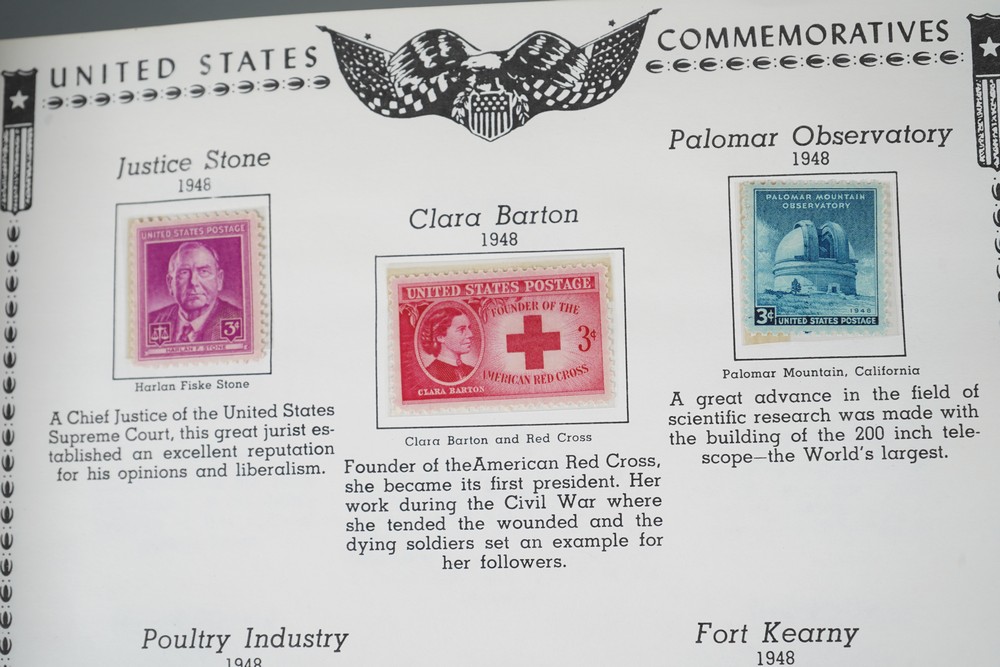 UNITED STATES
COMMEMORATIVES
Justice Stone
1948
UNITED STATES POSTAGE
3¢
HARLAN F. STONE
Harlan Fiske Stone
A Chief Justice of the United States
Supreme Court, this great jurist es-
tablished an excellent reputation
for his opinions and liberalism.
Clara Barton
1948
UNITED STATES POSTAGE
FOUNDER OF THE
3¢
AMERICAN RED CROSS
CLARA BARTON
Clara Barton and Red Cross
Founder of theAmerican Red Cross,
she became its first president. Her
work during the Civil War where
she tended the wounded and the
dying soldiers set an example for
her followers.
Palomar Observatory
1948
PALOMAR MOUNTAIN
OBSERVATORY
1948
3¢ UNITED STATES POSTAGE
Palomar Mountain, California
A great advance in the field of
scientific research was made with
the building of the 200 inch tele-
scope—the World's largest.
Poultry Industry
1948
Fort Kearny
1948